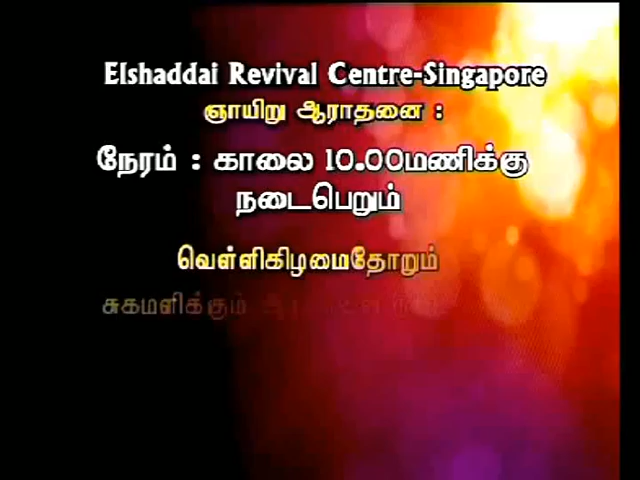 Elshaddai Revival Centre-Singapore
ஞாயிறு ஆராதனை :
நேரம் : காலை 10.00மணிக்கு
நடைபெறும்
வெள்ளிகிழமைதோறும்
சுகமளிக்கும்